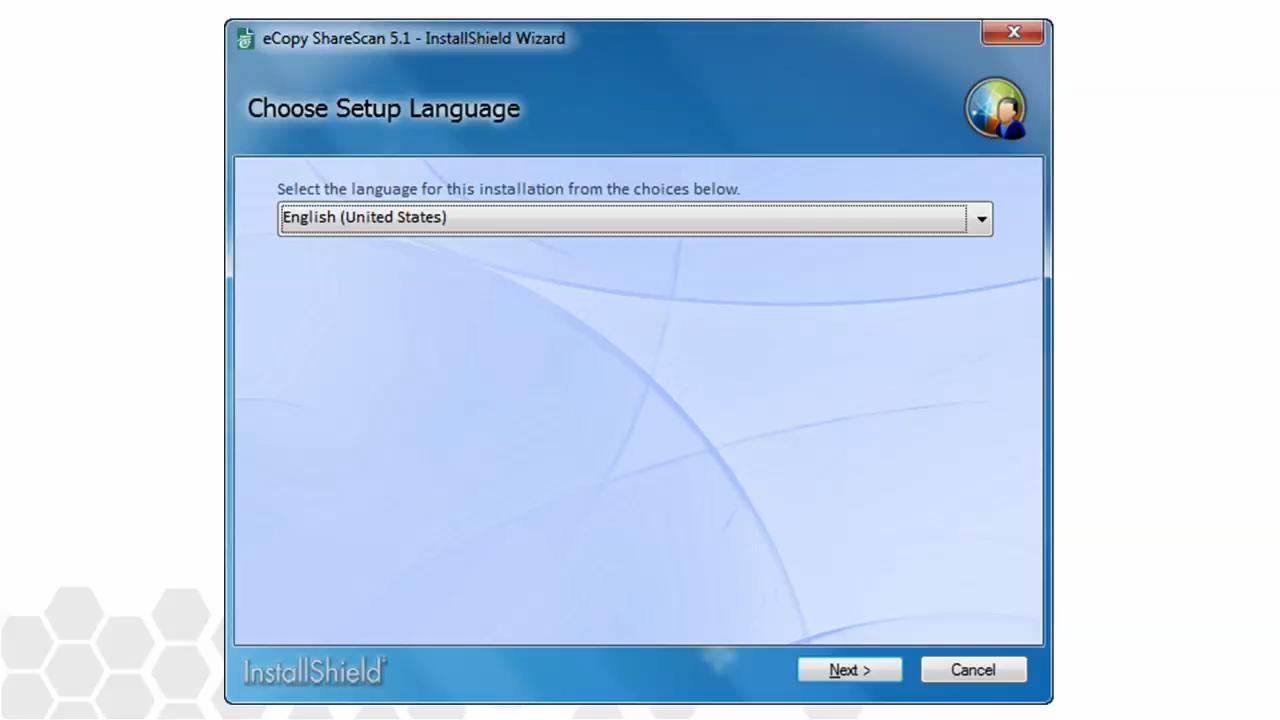 eCopy ShareScan 5.1 - InstallShield Wizard
Choose Setup Language
Select the language for this installation from the choices below.
English (United States)
InstallShield
Next >
Cancel